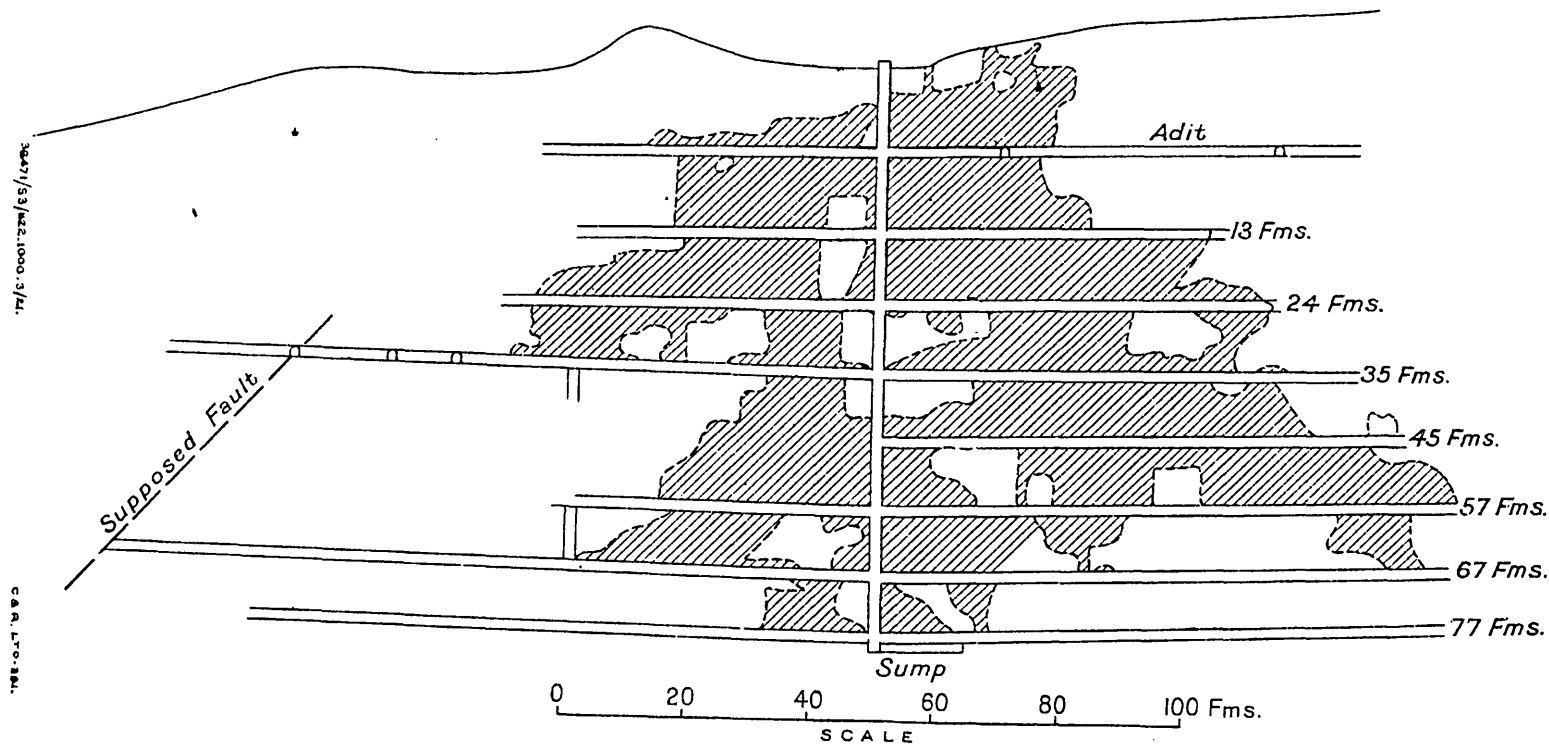 Adit
13 Fms.
24 Fms.
35 Fms.
45 Fms.
57 Fms.
67 Fms.
77 Fms.
Supposed Fault
Sump
0 20 40 60 80 100 Fms.
SCALE
C & R. LTD.